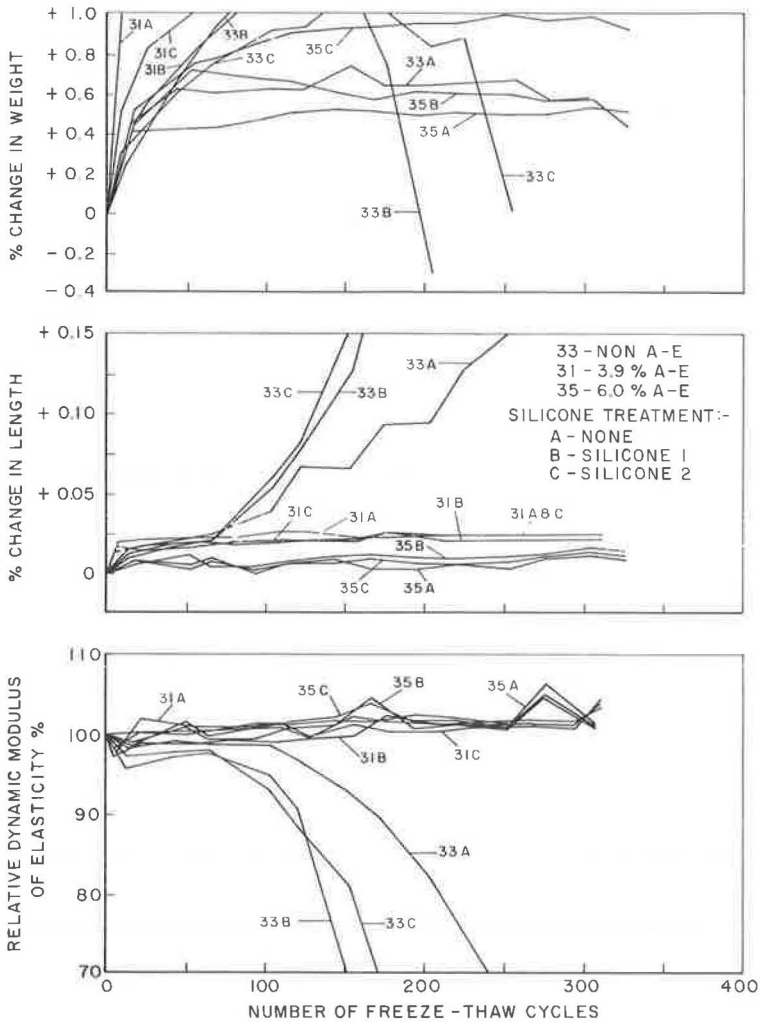 % CHANGE IN WEIGHT
+ 1.0
+ 0.8
+ 0.6
+ 0.4
+ 0.2
0
- 0.2
- 0.4
31A
31C
31B
33B
33C
35C
33A
35B
35A
33B
33C
% CHANGE IN LENGTH
+ 0.15
+ 0.10
+ 0.05
0
33C
33B
33A
33 - NON A-E
31 - 3.9 % A-E
35 - 6.0 % A-E
SILICONE TREATMENT:-
A - NONE
B - SILICONE 1
C - SILICONE 2
31C
31A
31B
31A&C
35B
35C
35A
RELATIVE DYNAMIC MODULUS
OF ELASTICITY %
110
100
90
80
70
31A
35C
35B
35A
31B
31C
33A
33B
33C
0
100
200
300
400
NUMBER OF FREEZE-THAW CYCLES